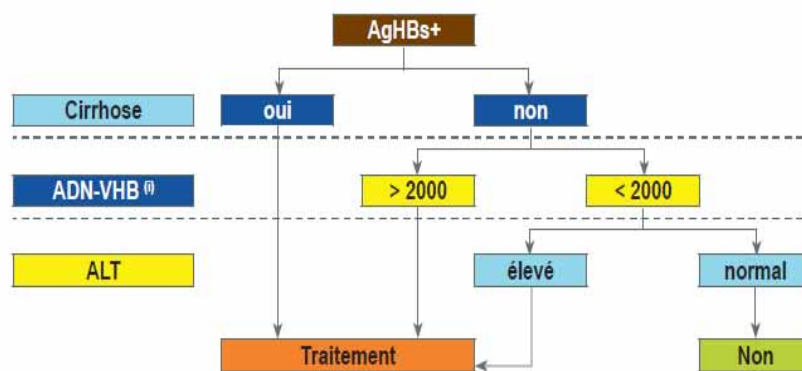 AgHBs+
Cirrhose oui non
ADN-VHB (i) > 2000 < 2000
ALT élevé normal
Traitement Non